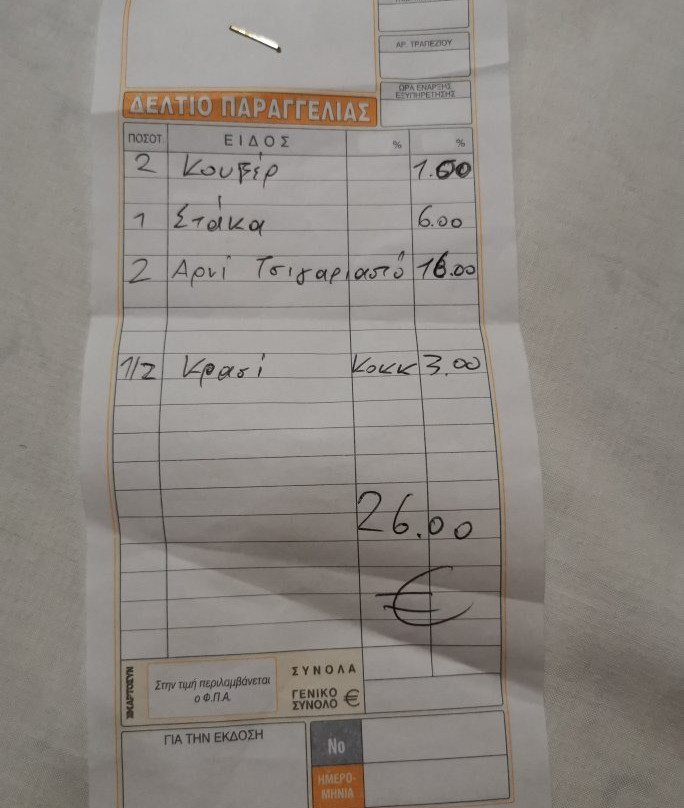 ΑΡ. ΤΡΑΠΕΖΙΟΥ
ΩΡΑ ΕΝΑΡΞΗΣ
ΕΞΥΠΗΡΕΤΗΣΗΣ
ΔΕΛΤΙΟ ΠΑΡΑΓΓΕΛΙΑΣ
ΠΟΣΟΤ. ΕΙΔΟΣ % %
2 Κουβέρ 1.00
1 Στάκα 6.00
2 Αρνί Τσιγαριαστό 16.00
1/2 Κρασί Κοκκ 3.00
26.00
€
Στην τιμή περιλαμβάνεται
ο Φ.Π.Α.
ΣΥΝΟΛΑ
ΓΕΝΙΚΟ
ΣΥΝΟΛΟ €
ΓΙΑ ΤΗΝ ΕΚΔΟΣΗ
Νο
ΗΜΕΡΟ-
ΜΗΝΙΑ